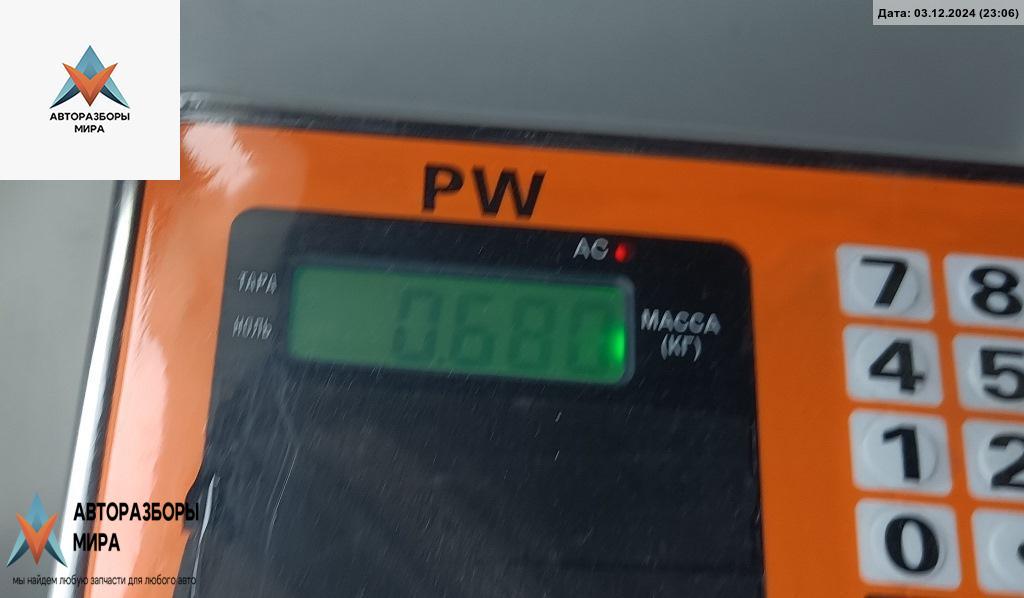 Дата: 03.12.2024 (23:06)
АВТОРАЗБОРЫ
МИРА
PW
AC
ТАРА
НОЛЬ
0.680
МАССА
(КГ)
7 8
4 5
1 2
0 .
АВТОРАЗБОРЫ
МИРА
мы найдем любую запчасти для любого авто